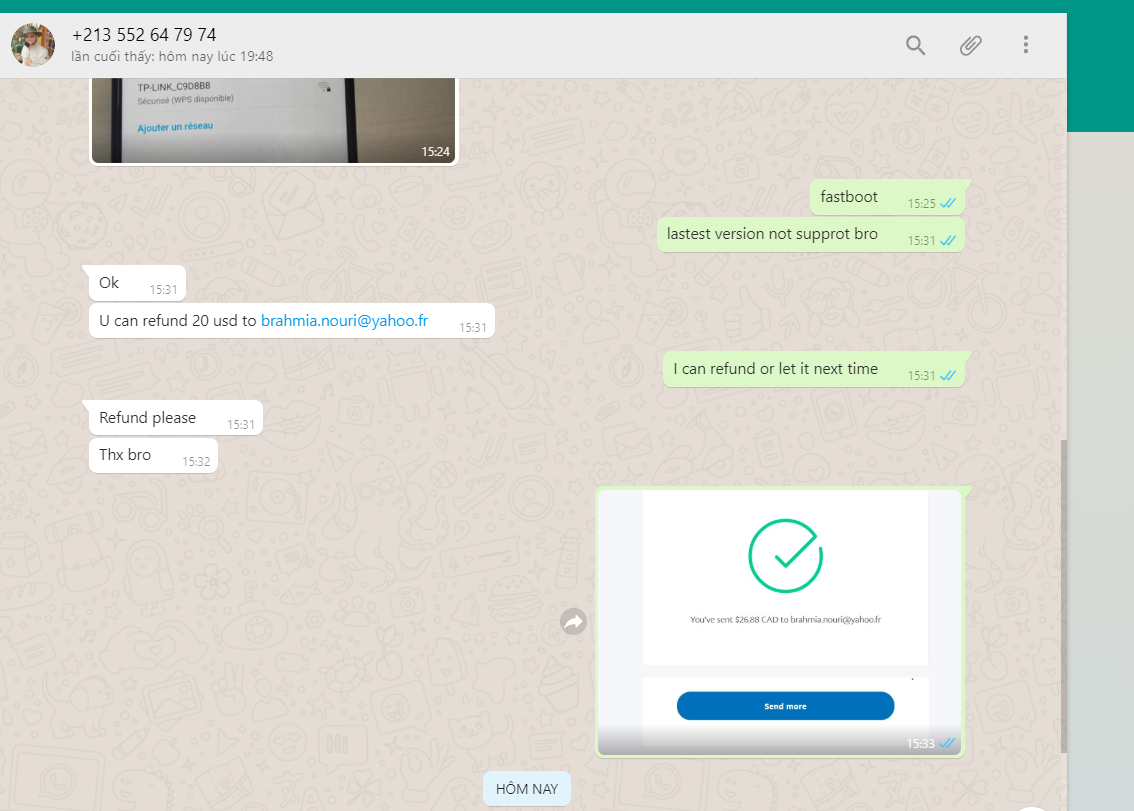 +213 552 64 79 74
lần cuối thấy: hôm nay lúc 19:48
TP-LINK_C9D8B8
Sécurisé (WPS disponible)
Ajouter un réseau
15:24
fastboot 15:25
lastest version not supprot bro 15:31
Ok 15:31
U can refund 20 usd to brahmia.nouri@yahoo.fr 15:31
I can refund or let it next time 15:31
Refund please 15:31
Thx bro 15:32
You've sent $26.88 CAD to brahmia.nouri@yahoo.fr
Send more
15:33
HÔM NAY